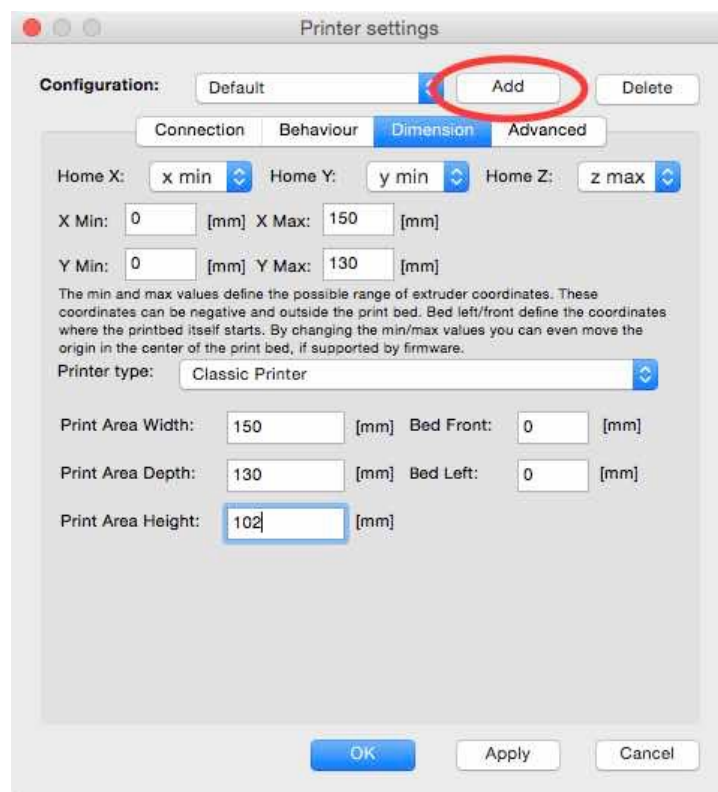 Printer settings
Configuration: Default Add Delete
Connection Behaviour Dimension Advanced
Home X: x min Home Y: y min Home Z: z max
X Min: 0 [mm] X Max: 150 [mm]
Y Min: 0 [mm] Y Max: 130 [mm]
The min and max values define the possible range of extruder coordinates. These
coordinates can be negative and outside the print bed. Bed left/front define the coordinates
where the printbed itself starts. By changing the min/max values you can even move the
origin in the center of the print bed, if supported by firmware.
Printer type: Classic Printer
Print Area Width: 150 [mm] Bed Front: 0 [mm]
Print Area Depth: 130 [mm] Bed Left: 0 [mm]
Print Area Height: 102 [mm]
OK Apply Cancel